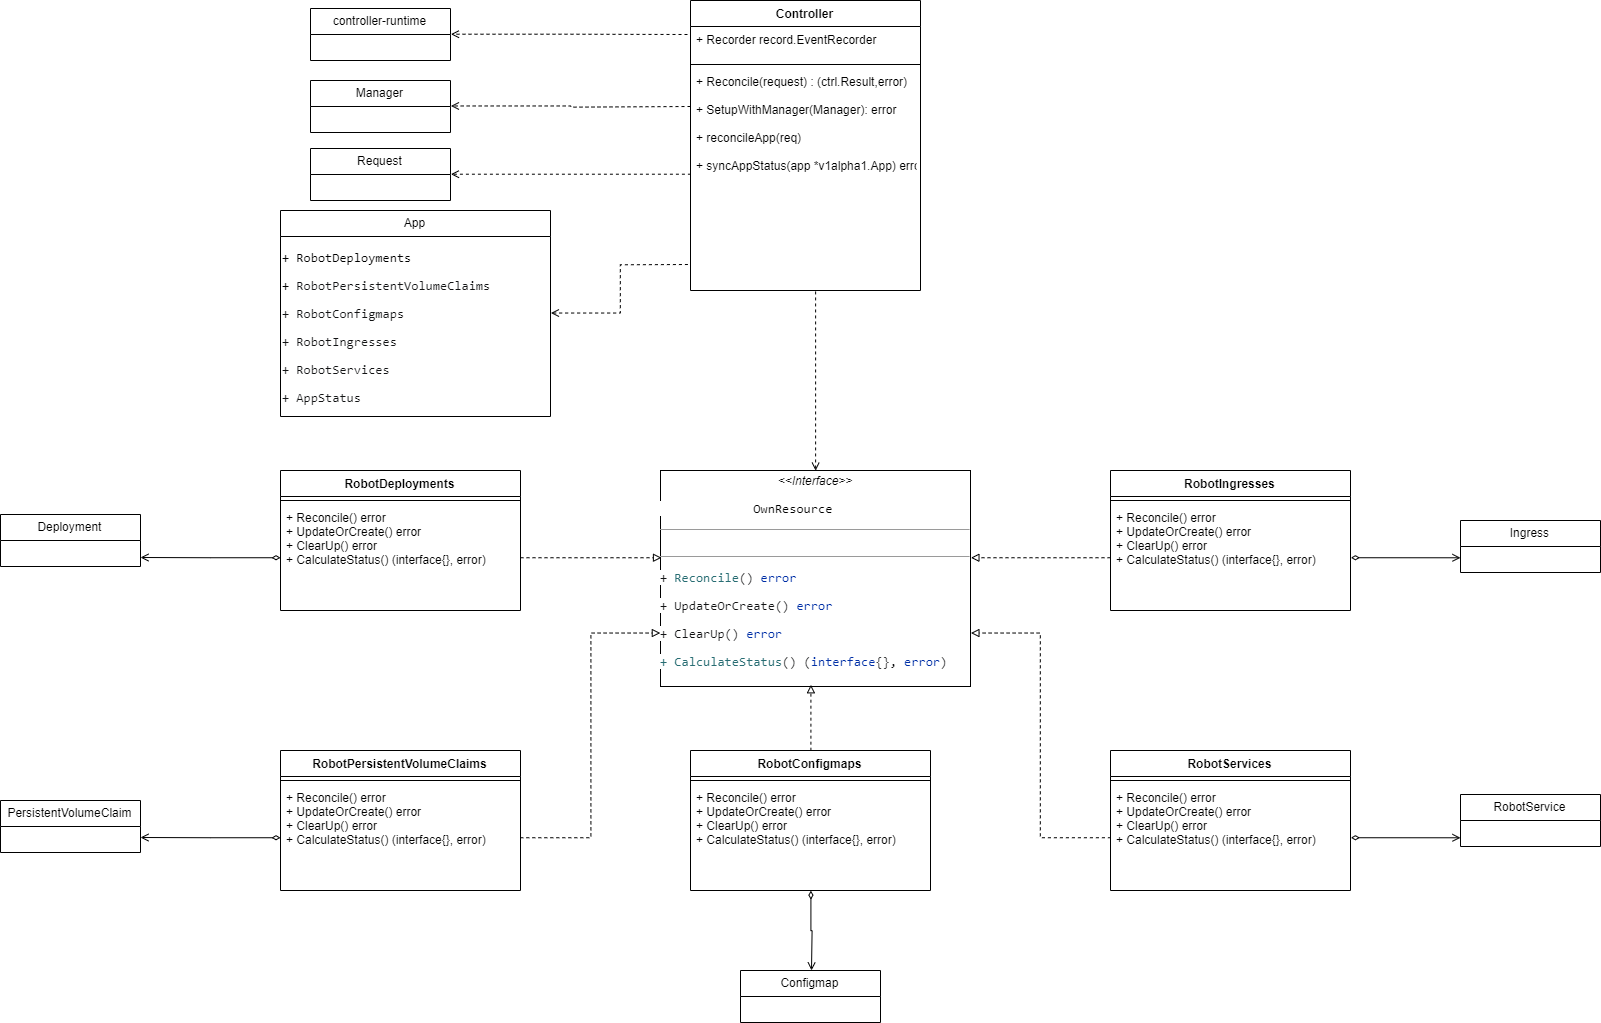 controller-runtime
Manager
Request
Controller
+ Recorder record.EventRecorder
+ Reconcile(request) : (ctrl.Result,error)
+ SetupWithManager(Manager): error
+ reconcileApp(req)
+ syncAppStatus(app *v1alpha1.App) erro
App
+ RobotDeployments
+ RobotPersistentVolumeClaims
+ RobotConfigmaps
+ RobotIngresses
+ RobotServices
+ AppStatus
Deployment
RobotDeployments
+ Reconcile() error
+ UpdateOrCreate() error
+ ClearUp() error
+ CalculateStatus() (interface{}, error)
<<Interface>>
OwnResource
+ Reconcile() error
+ UpdateOrCreate() error
+ ClearUp() error
+ CalculateStatus() (interface{}, error)
RobotIngresses
+ Reconcile() error
+ UpdateOrCreate() error
+ ClearUp() error
+ CalculateStatus() (interface{}, error)
Ingress
PersistentVolumeClaim
RobotPersistentVolumeClaims
+ Reconcile() error
+ UpdateOrCreate() error
+ ClearUp() error
+ CalculateStatus() (interface{}, error)
RobotConfigmaps
+ Reconcile() error
+ UpdateOrCreate() error
+ ClearUp() error
+ CalculateStatus() (interface{}, error)
RobotServices
+ Reconcile() error
+ UpdateOrCreate() error
+ ClearUp() error
+ CalculateStatus() (interface{}, error)
RobotService
Configmap